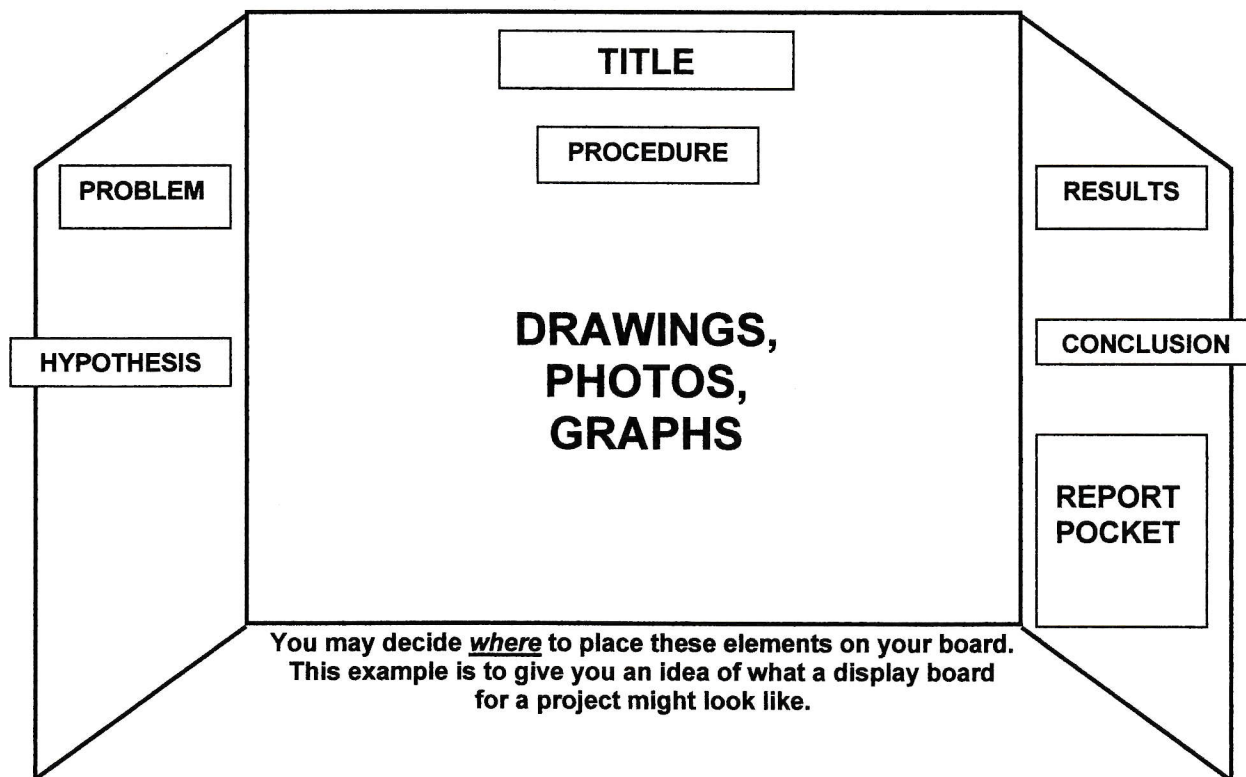 TITLE
PROCEDURE
PROBLEM
HYPOTHESIS
DRAWINGS,
PHOTOS,
GRAPHS
RESULTS
CONCLUSION
REPORT
POCKET
You may decide where to place these elements on your board.
This example is to give you an idea of what a display board
for a project might look like.